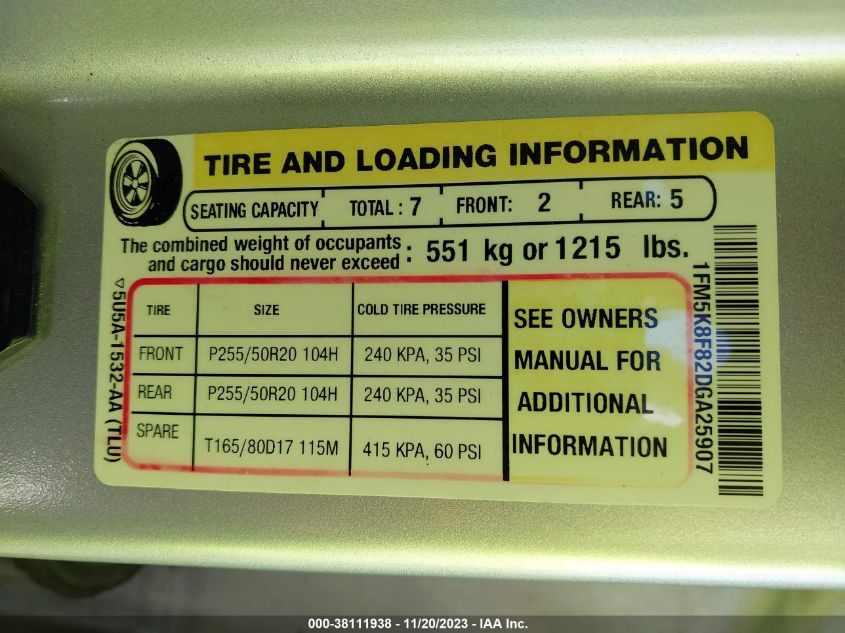 TIRE AND LOADING INFORMATION
SEATING CAPACITY TOTAL : 7 FRONT: 2 REAR: 5
The combined weight of occupants
and cargo should never exceed : 551 kg or 1215 lbs.
TIRE SIZE COLD TIRE PRESSURE
FRONT P255/50R20 104H 240 KPA, 35 PSI
REAR P255/50R20 104H 240 KPA, 35 PSI
SPARE T165/80D17 115M 415 KPA, 60 PSI
SEE OWNERS
MANUAL FOR
ADDITIONAL
INFORMATION
▽5U5A-1532-AA (TLU)
1FM5K8F82DGA25907
000-38111938 - 11/20/2023 - IAA Inc.